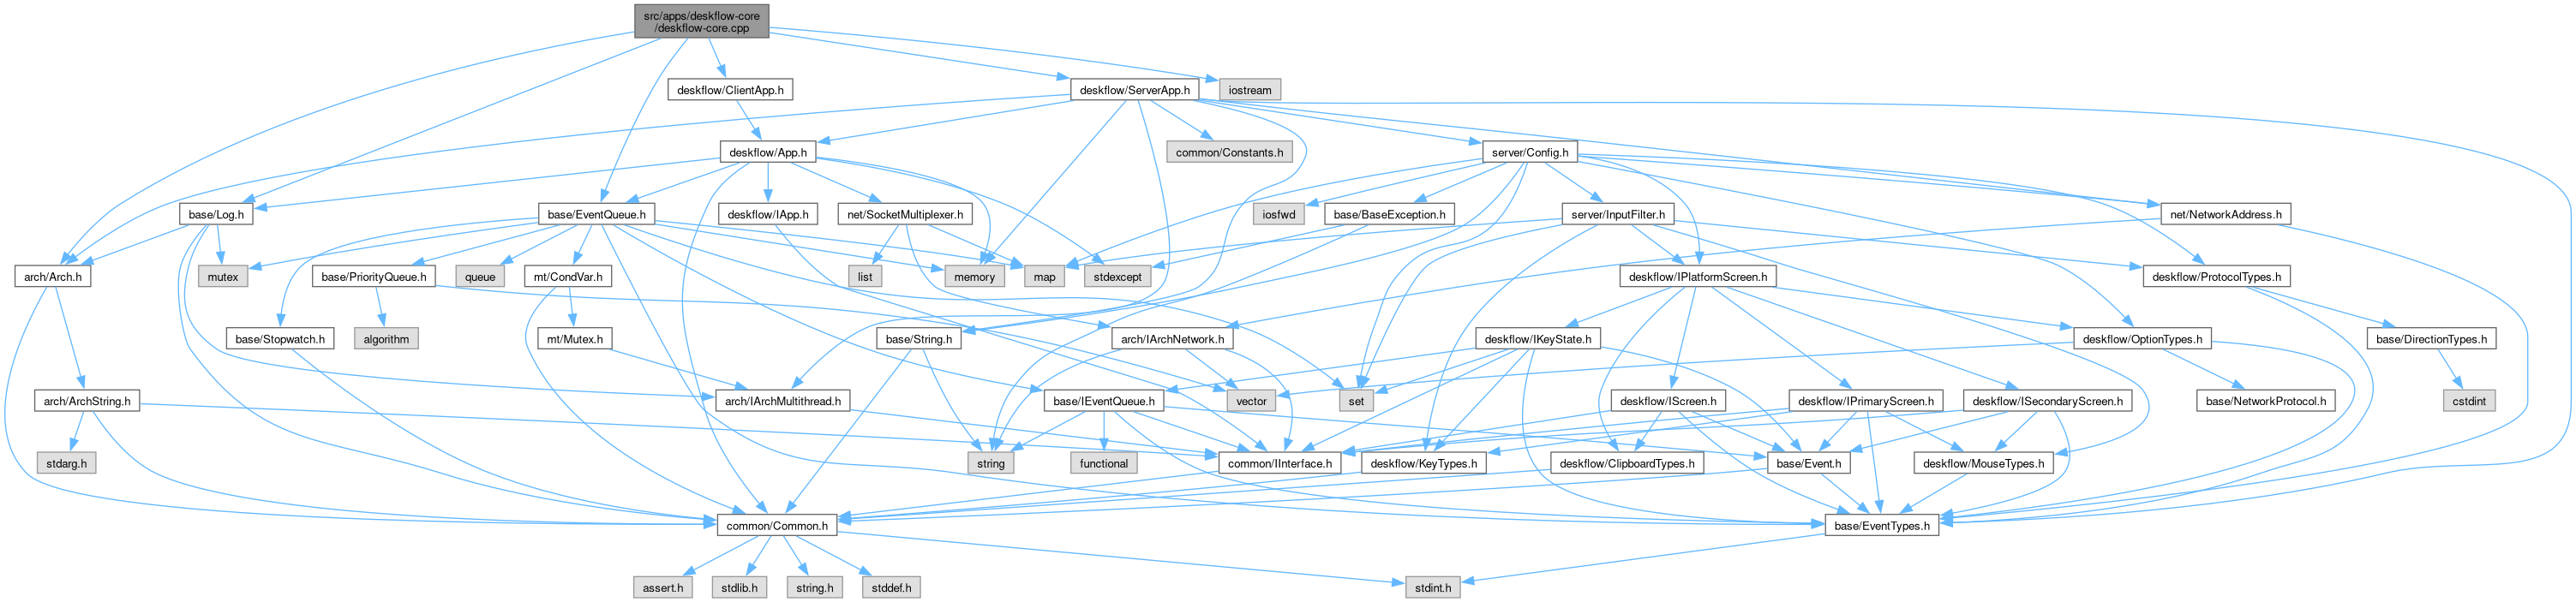 src/apps/deskflow-core
/deskflow-core.cpp
deskflow/ClientApp.h
deskflow/ServerApp.h
iostream
deskflow/App.h
common/Constants.h
server/Config.h
base/Log.h
base/EventQueue.h
deskflow/IApp.h
net/SocketMultiplexer.h
iosfwd
base/BaseException.h
server/InputFilter.h
net/NetworkAddress.h
arch/Arch.h
mutex
base/PriorityQueue.h
queue
mt/CondVar.h
list
memory
map
stdexcept
deskflow/IPlatformScreen.h
deskflow/ProtocolTypes.h
base/Stopwatch.h
algorithm
mt/Mutex.h
base/String.h
arch/IArchNetwork.h
deskflow/IKeyState.h
deskflow/OptionTypes.h
base/DirectionTypes.h
arch/ArchString.h
arch/IArchMultithread.h
base/IEventQueue.h
vector
set
deskflow/IScreen.h
deskflow/IPrimaryScreen.h
deskflow/ISecondaryScreen.h
base/NetworkProtocol.h
cstdint
stdarg.h
string
functional
common/IInterface.h
deskflow/KeyTypes.h
deskflow/ClipboardTypes.h
base/Event.h
deskflow/MouseTypes.h
common/Common.h
base/EventTypes.h
assert.h
stdlib.h
string.h
stddef.h
stdint.h